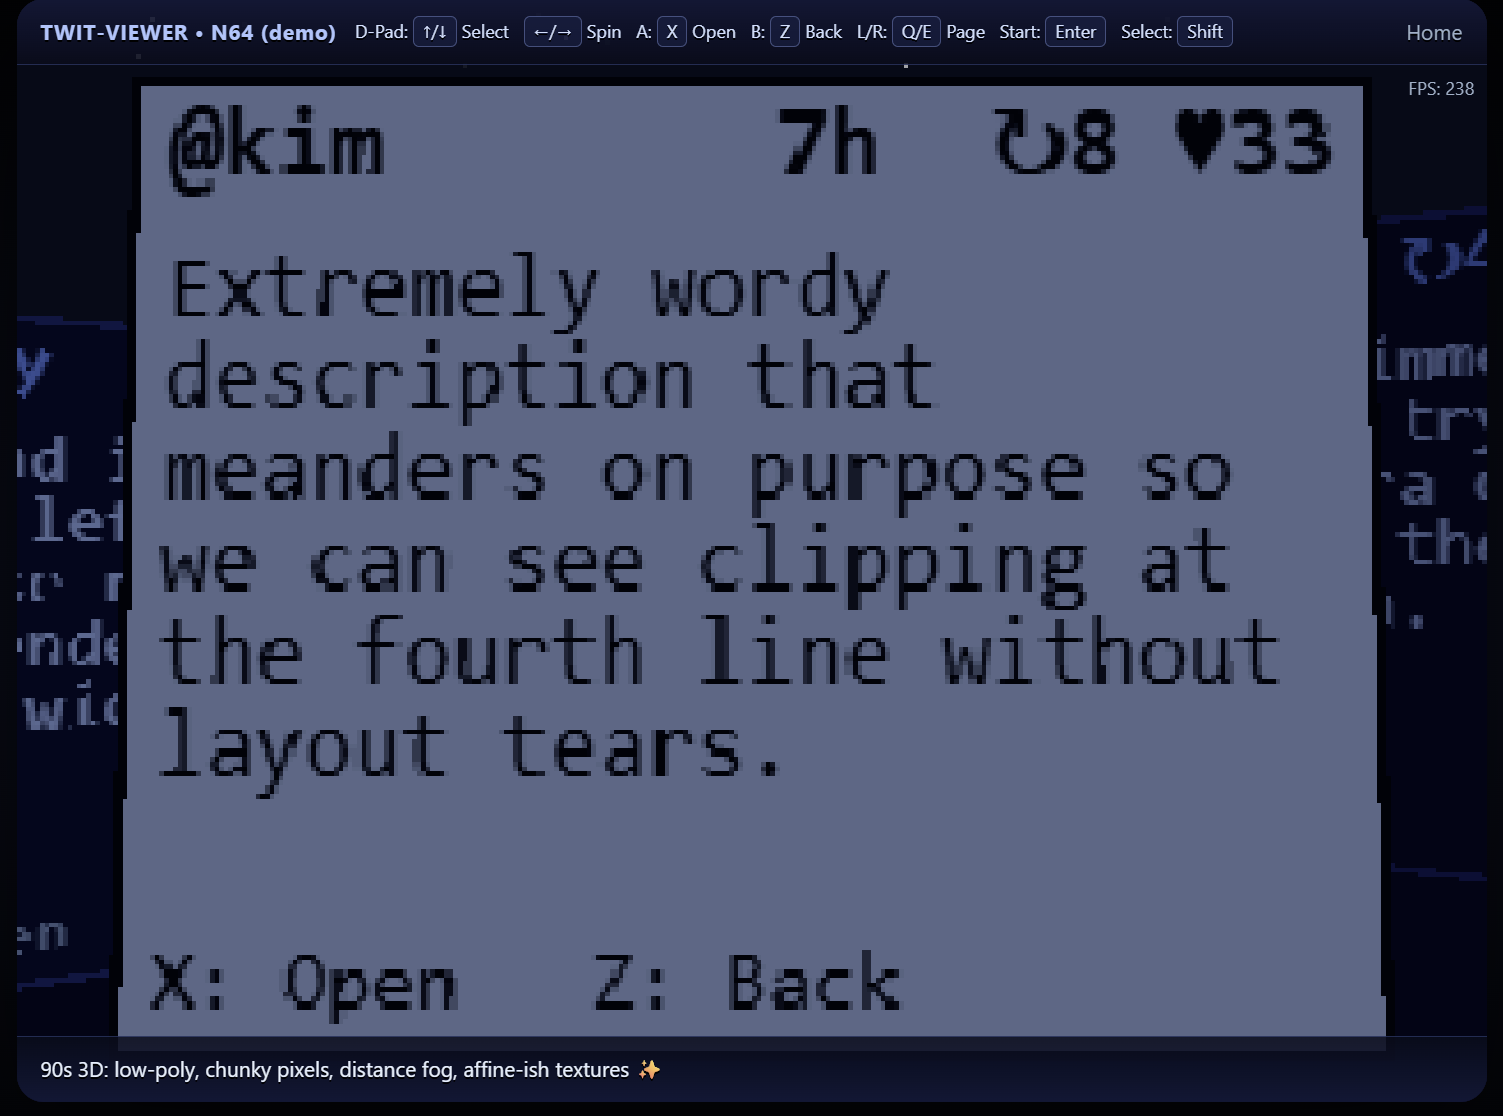 TWIT-VIEWER • N64 (demo) D-Pad: ↑/↓ Select ←/→ Spin A: X Open B: Z Back L/R: Q/E Page Start: Enter Select: Shift Home
FPS: 238
@kim 7h ↻8 ♥33
Extremely wordy
description that
meanders on purpose so
we can see clipping at
the fourth line without
layout tears.
X: Open Z: Back
90s 3D: low-poly, chunky pixels, distance fog, affine-ish textures ✨